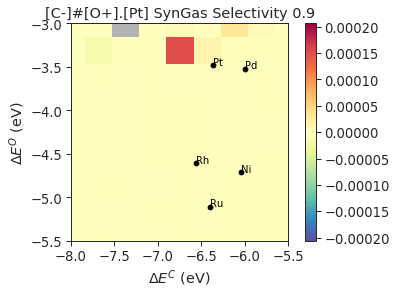 [C-]#[O+].[Pt] SynGas Selectivity 0.9
−3.0
−3.5
−4.0
−4.5
−5.0
−5.5
ΔE^O (eV)
Pt
Pd
Rh
Ni
Ru
−8.0 −7.5 −7.0 −6.5 −6.0 −5.5
ΔE^C (eV)
0.00020
0.00015
0.00010
0.00005
0.00000
−0.00005
−0.00010
−0.00015
−0.00020